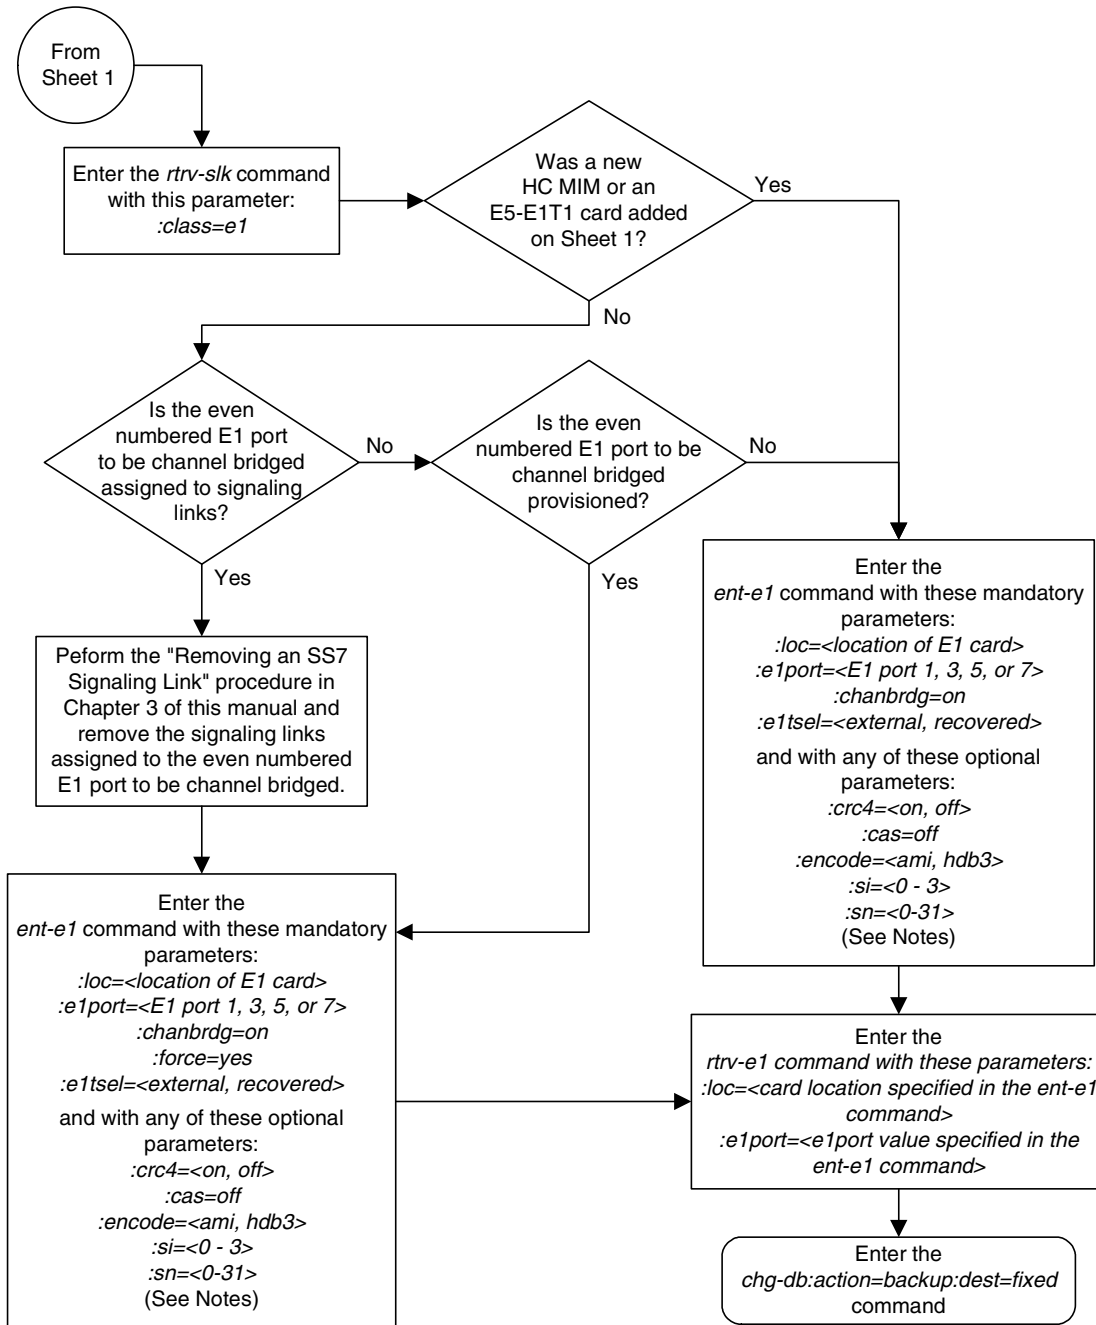 From
Sheet 1
Enter the rtrv-slk command
with this parameter:
:class=e1
Was a new
HC MIM or an
E5-E1T1 card added
on Sheet 1?
Yes
No
Is the even
numbered E1 port
to be channel bridged
assigned to signaling
links?
No
Is the even
numbered E1 port to be
channel bridged
provisioned?
No
Yes
Yes
Peform the "Removing an SS7
Signaling Link" procedure in
Chapter 3 of this manual and
remove the signaling links
assigned to the even numbered
E1 port to be channel bridged.
Enter the
ent-e1 command with these mandatory
parameters:
:loc=<location of E1 card>
:e1port=<E1 port 1, 3, 5, or 7>
:chanbrdg=on
:e1tsel=<external, recovered>
and with any of these optional
parameters:
:crc4=<on, off>
:cas=off
:encode=<ami, hdb3>
:si=<0 - 3>
:sn=<0-31>
(See Notes)
Enter the
ent-e1 command with these mandatory
parameters:
:loc=<location of E1 card>
:e1port=<E1 port 1, 3, 5, or 7>
:chanbrdg=on
:force=yes
:e1tsel=<external, recovered>
and with any of these optional
parameters:
:crc4=<on, off>
:cas=off
:encode=<ami, hdb3>
:si=<0 - 3>
:sn=<0-31>
(See Notes)
Enter the
rtrv-e1 command with these parameters:
:loc=<card location specified in the ent-e1
command>
:e1port=<e1port value specified in the
ent-e1 command>
Enter the
chg-db:action=backup:dest=fixed
command